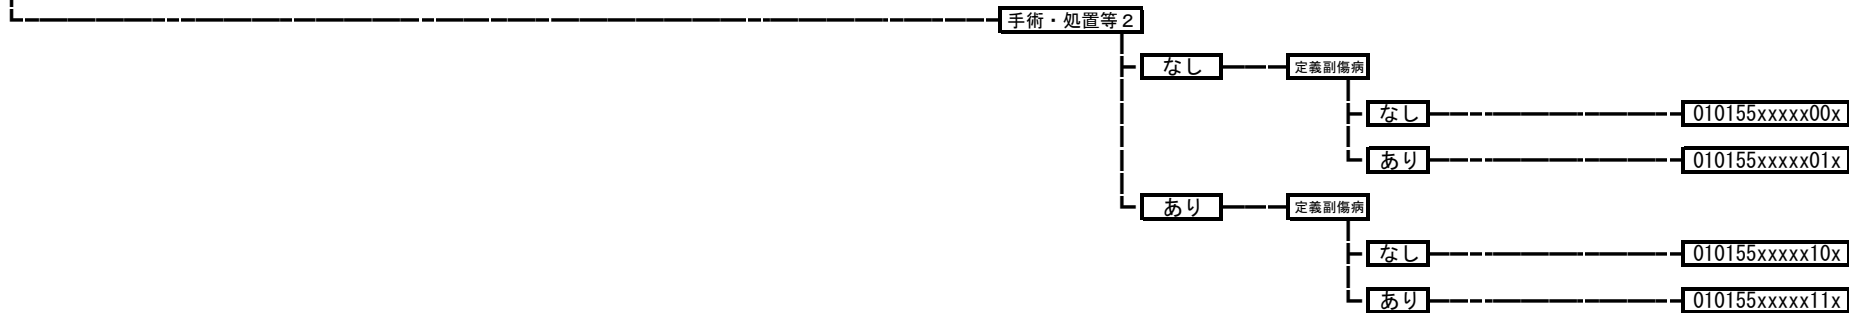 手術・処置等２
なし 定義副傷病
なし 010155xxxxx00x
あり 010155xxxxx01x
あり 定義副傷病
なし 010155xxxxx10x
あり 010155xxxxx11x